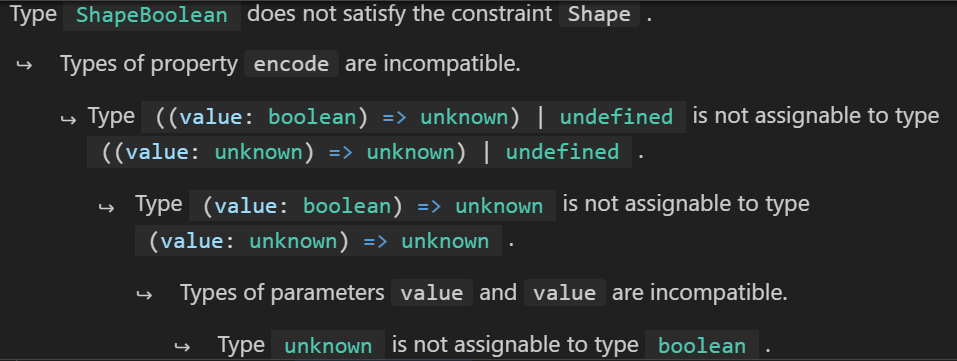 Type ShapeBoolean does not satisfy the constraint Shape .
↪ Types of property encode are incompatible.
↪ Type ((value: boolean) => unknown) | undefined is not assignable to type
((value: unknown) => unknown) | undefined .
↪ Type (value: boolean) => unknown is not assignable to type
(value: unknown) => unknown .
↪ Types of parameters value and value are incompatible.
↪ Type unknown is not assignable to type boolean .